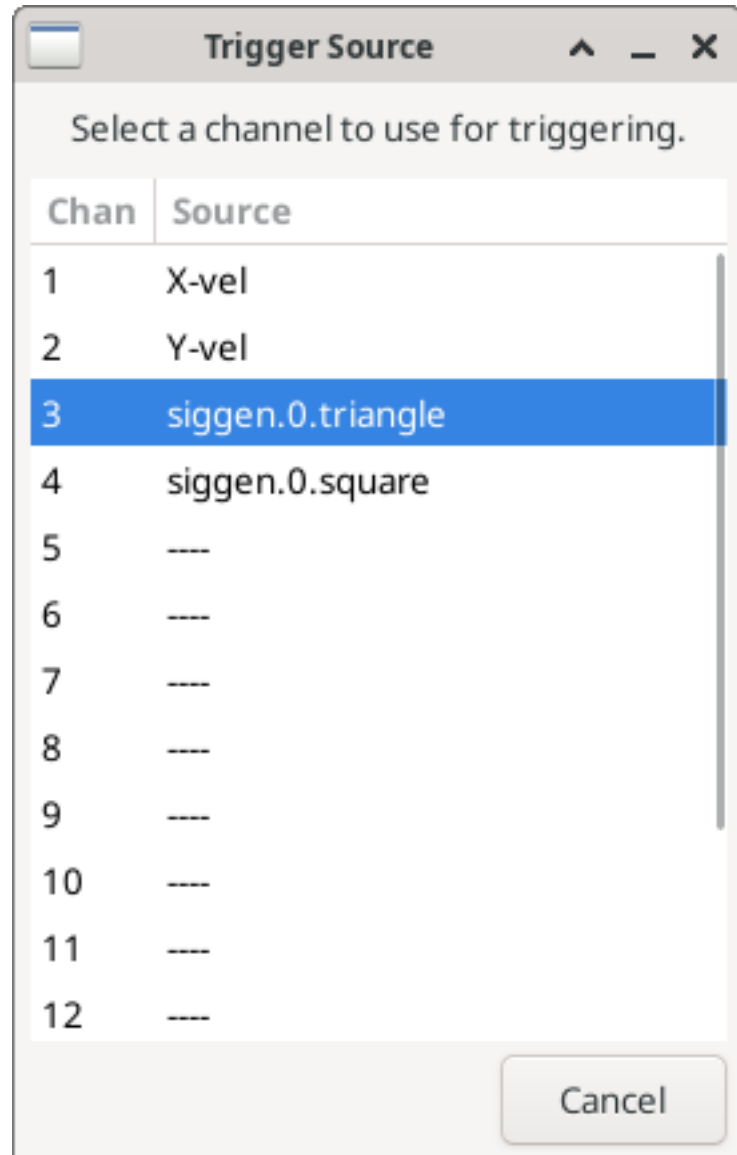 Trigger Source
Select a channel to use for triggering.
Chan Source
1 X-vel
2 Y-vel
3 siggen.0.triangle
4 siggen.0.square
5 ----
6 ----
7 ----
8 ----
9 ----
10 ----
11 ----
12 ----
Cancel